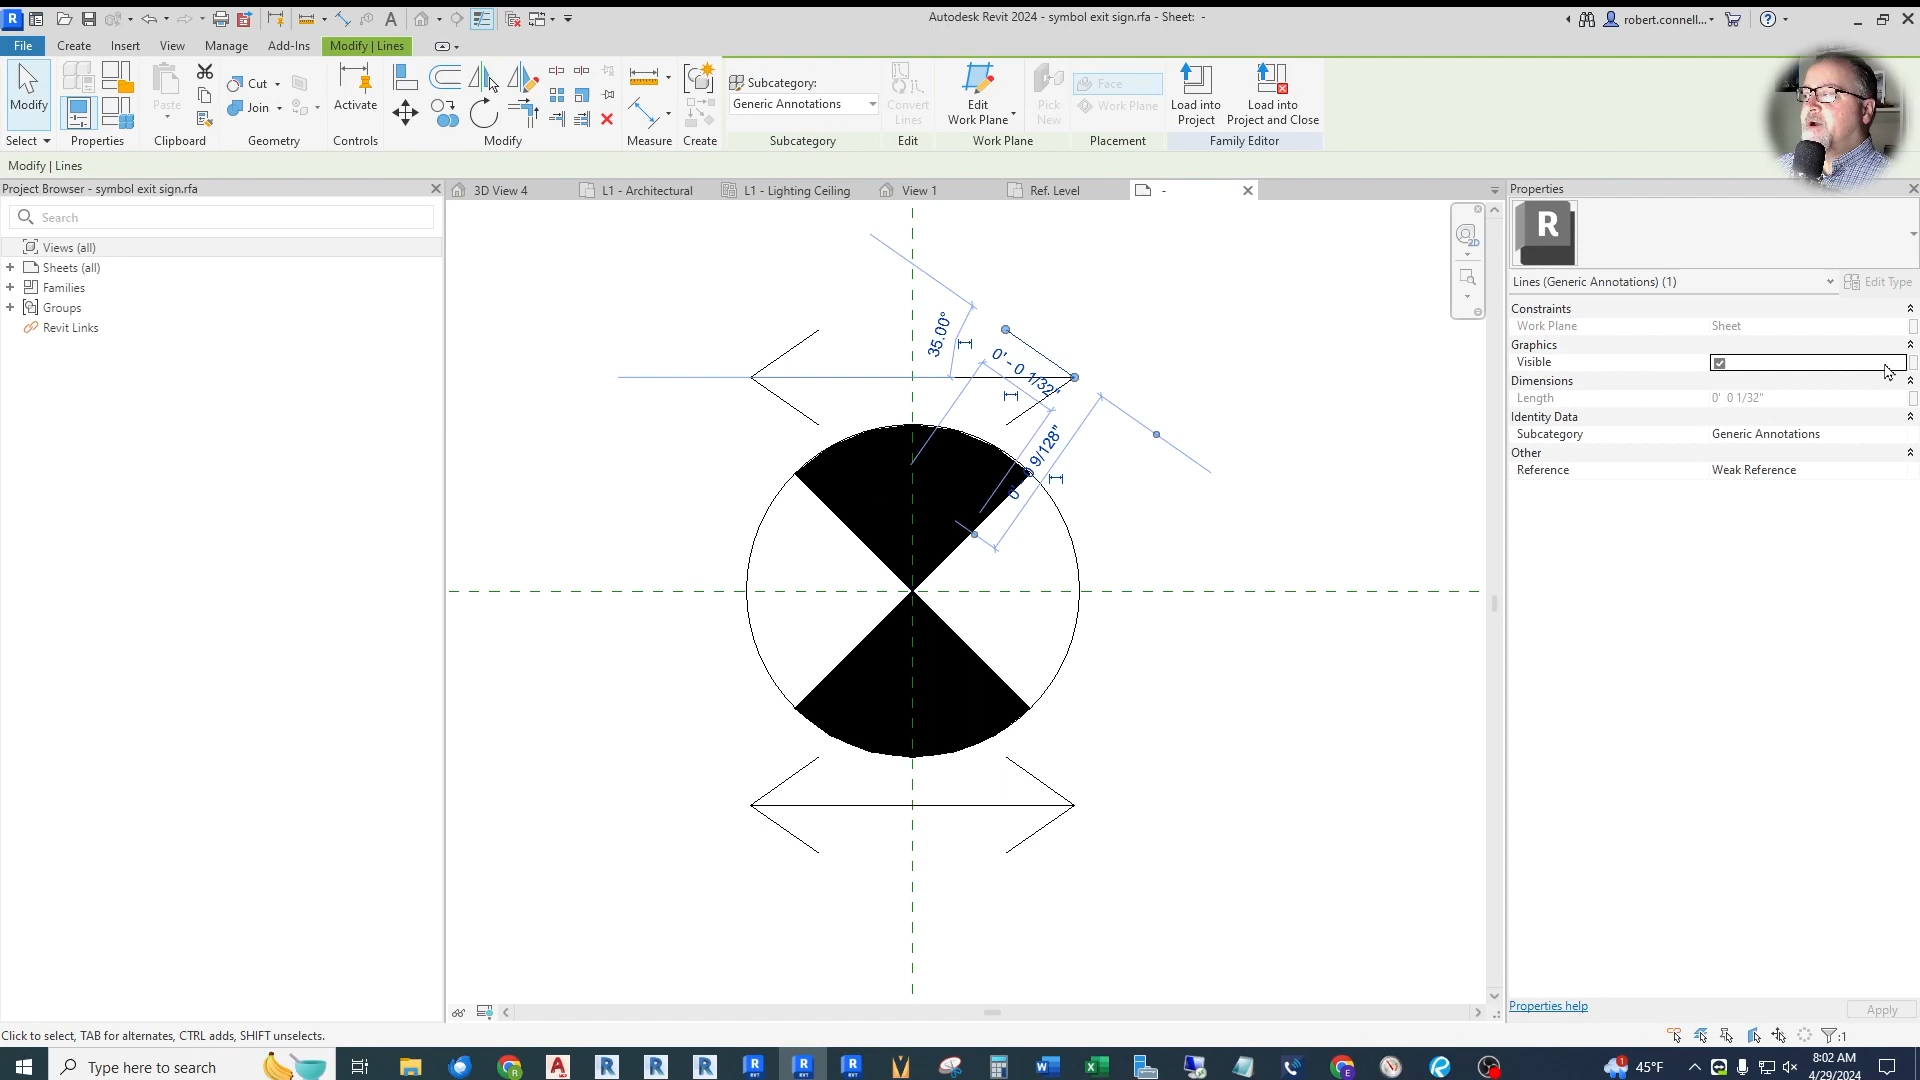 Autodesk Revit 2024 - symbol exit sign.rfa - Sheet: -
robert.connell...
File
Create
Insert
View
Manage
Add-Ins
Modify | Lines
Modify
Select
Properties
Paste
Clipboard
Cut
Join
Geometry
Activate
Controls
Modify
Measure
Create
Subcategory:
Generic Annotations
Subcategory
Convert
Lines
Edit
Edit
Work Plane
Work Plane
Pick
New
Face
Work Plane
Placement
Load into
Project
Load into
Project and Close
Family Editor
Modify | Lines
Project Browser - symbol exit sign.rfa
Search
Views (all)
Sheets (all)
Families
Groups
Revit Links
3D View 4
L1 - Architectural
L1 - Lighting Ceiling
View 1
Ref. Level
-
2D
35.00°
0' - 0 1/32"
9/128"
Properties
R
Lines (Generic Annotations) (1)
Edit Type
Constraints
Work Plane
Sheet
Graphics
Visible
Dimensions
Length
0' 0 1/32"
Identity Data
Subcategory
Generic Annotations
Other
Reference
Weak Reference
Properties help
Apply
Click to select, TAB for alternates, CTRL adds, SHIFT unselects.
:1
Type here to search
45°F
8:02 AM
4/29/2024